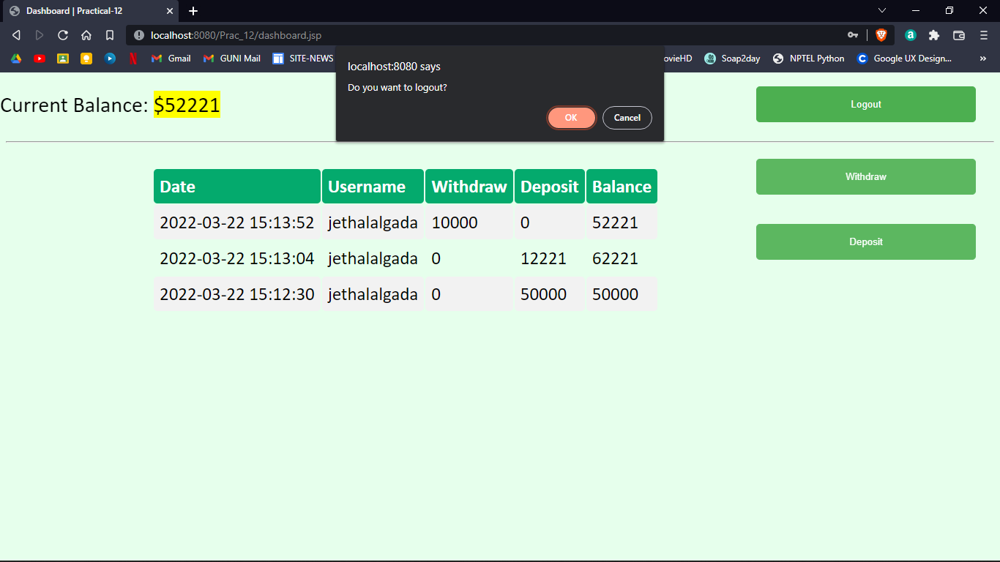 Dashboard | Practical-12
localhost:8080/Prac_12/dashboard.jsp
Gmail GUNI Mail SITE-NEWS ovieHD Soap2day NPTEL Python Google UX Design...
localhost:8080 says
Do you want to logout?
OK Cancel
Current Balance: $52221
Logout
Withdraw
Deposit
Date Username Withdraw Deposit Balance
2022-03-22 15:13:52 jethalalgada 10000 0 52221
2022-03-22 15:13:04 jethalalgada 0 12221 62221
2022-03-22 15:12:30 jethalalgada 0 50000 50000